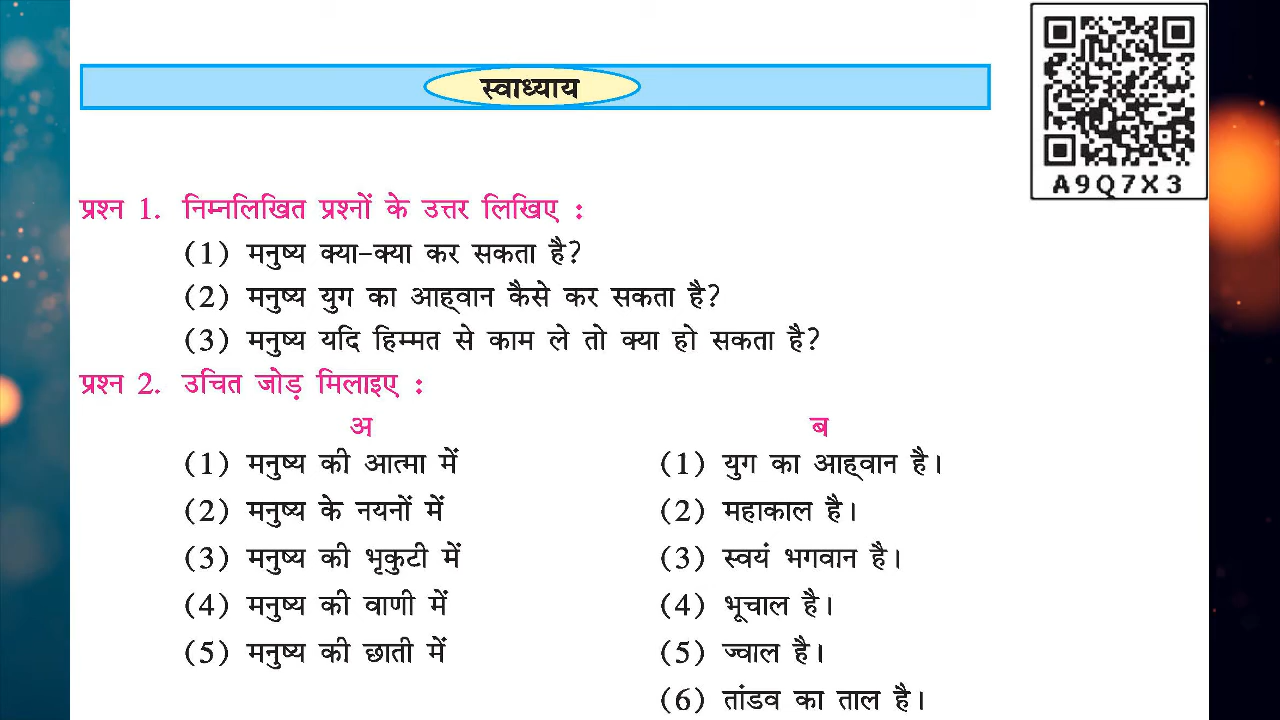 A9Q7X3
स्वाध्याय
प्रश्न 1. निम्नलिखित प्रश्नों के उत्तर लिखिए :
(1) मनुष्य क्या-क्या कर सकता है?
(2) मनुष्य युग का आह्वान कैसे कर सकता है?
(3) मनुष्य यदि हिम्मत से काम ले तो क्या हो सकता है?
प्रश्न 2. उचित जोड़ मिलाइए :
अ ब
(1) मनुष्य की आत्मा में (1) युग का आह्वान है।
(2) मनुष्य के नयनों में (2) महाकाल है।
(3) मनुष्य की भृकुटी में (3) स्वयं भगवान है।
(4) मनुष्य की वाणी में (4) भूचाल है।
(5) मनुष्य की छाती में (5) ज्वाल है।
(6) तांडव का ताल है।